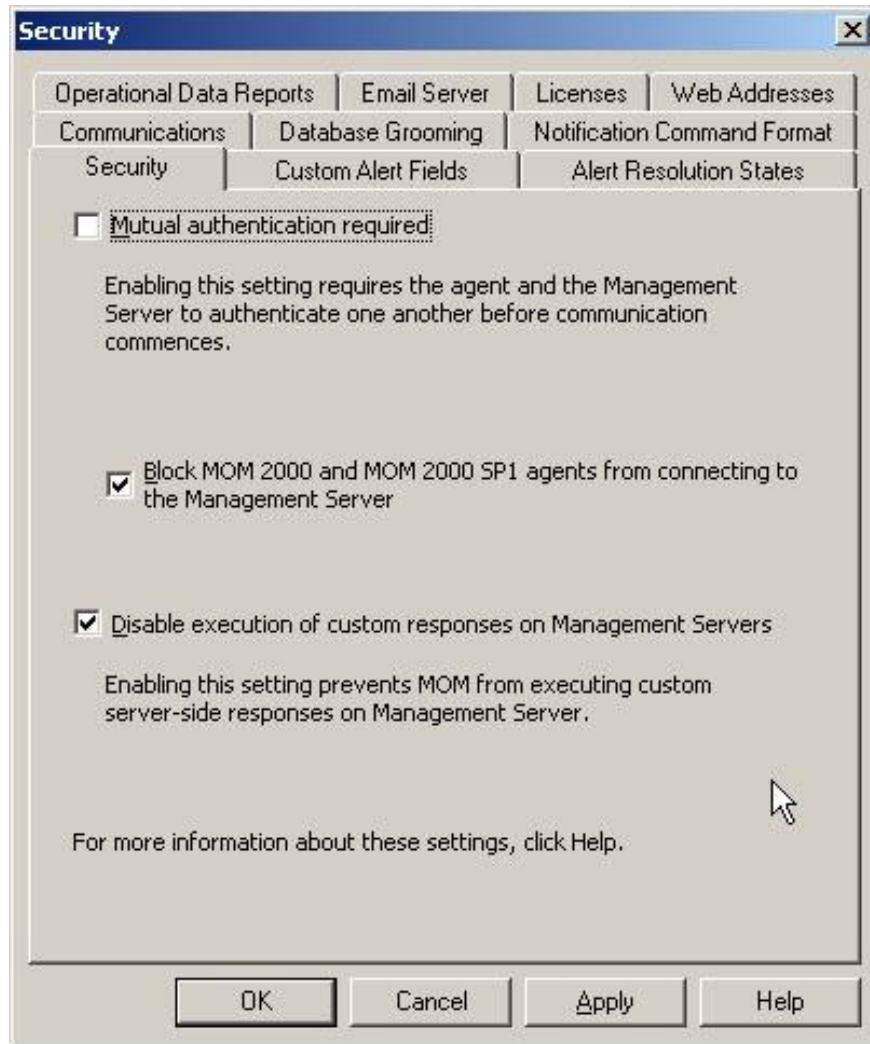 Security
Operational Data Reports Email Server Licenses Web Addresses
Communications Database Grooming Notification Command Format
Security Custom Alert Fields Alert Resolution States
Mutual authentication required
Enabling this setting requires the agent and the Management
Server to authenticate one another before communication
commences.
Block MOM 2000 and MOM 2000 SP1 agents from connecting to
the Management Server
Disable execution of custom responses on Management Servers
Enabling this setting prevents MOM from executing custom
server-side responses on Management Server.
For more information about these settings, click Help.
OK Cancel Apply Help